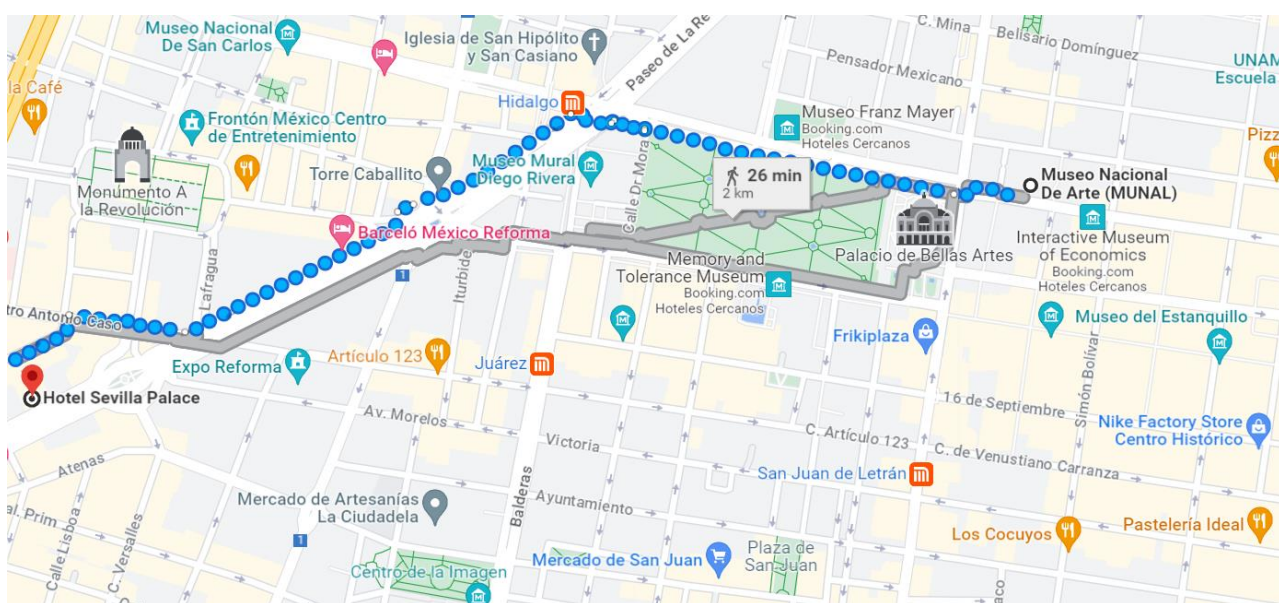 Museo Nacional
De San Carlos
Iglesia de San Hipólito
y San Casiano
Paseo de La Re
C. Mina
Belisario Domínguez
Pensador Mexicano
UNAM
Escuela
la Café
Hidalgo
Frontón México Centro
de Entretenimiento
Museo Franz Mayer
Booking.com
Hoteles Cercanos
Pizz
Monumento A
la Revolución
Torre Caballito
Museo Mural
Diego Rivera
Calle Dr Mora
26 min
2 km
Museo Nacional
De Arte (MUNAL)
Barceló México Reforma
Palacio de Bellas Artes
Interactive Museum
of Economics
Booking.com
Hoteles Cercanos
Lafragua
1
Iturbide
Memory and
Tolerance Museum
Booking.com
Hoteles Cercanos
tro Antonio Caso
Museo del Estanquillo
Frikiplaza
Expo Reforma
Artículo 123
Juárez
Simón Bolívar
Hotel Sevilla Palace
Av. Morelos
16 de Septiembre
Nike Factory Store
Centro Histórico
Victoria
C. Artículo 123
C. de Venustiano Carranza
Atenas
San Juan de Letrán
Mercado de Artesanías
La Ciudadela
Balderas
Ayuntamiento
al. Prim
Calle Lisboa
C. Versalles
1
Los Cocuyos
Pastelería Ideal
Mercado de San Juan
Plaza de
San Juan
Centro de la Imagen
aco